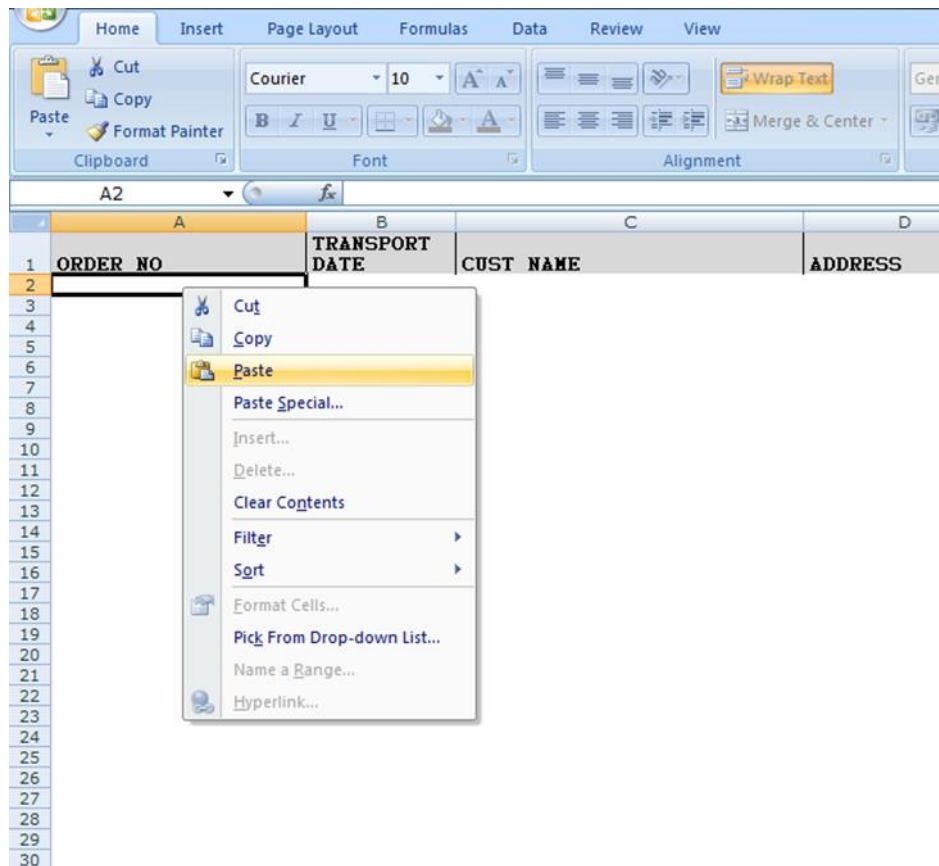 Home Insert Page Layout Formulas Data Review View
Cut
Copy
Format Painter
Paste
Clipboard
Courier 10 A A
B I U A
Font
Wrap Text
Merge & Center
Alignment
Ger
A2 fx
A B C D
1 ORDER NO TRANSPORT
DATE CUST NAME ADDRESS
2
3
4
5
6
7
8
9
10
11
12
13
14
15
16
17
18
19
20
21
22
23
24
25
26
27
28
29
30
Cut
Copy
Paste
Paste Special...
Insert...
Delete...
Clear Contents
Filter
Sort
Format Cells...
Pick From Drop-down List...
Name a Range...
Hyperlink...